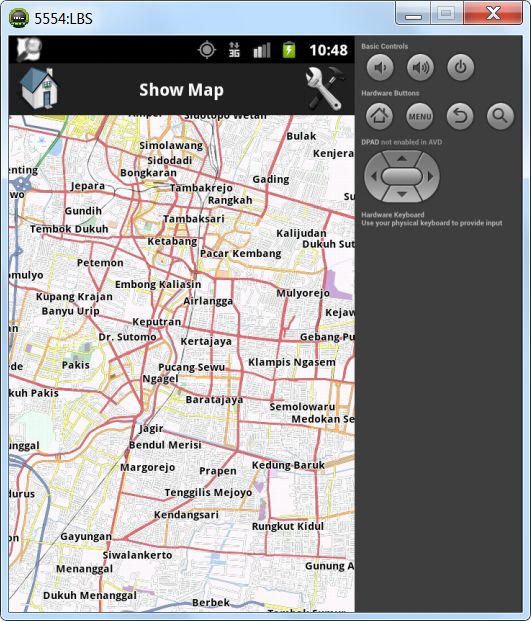 5554:LBS
3G
10:48
Show Map
Sidotopo Wetan
Simolawang
Bulak
Sidodadi
Kenjera
Bongkaran
enting
Gading
Jepara
Tambakrejo
wo
Rangkah
Su
Gundih
Tambaksari
Tembok Dukuh
Kalijudan
Ketabang
Dukuh Sut
Pacar Kembang
Petemon
omulyo
Embong Kaliasin
Kupang Krajan
Mulyorejo
Airlangga
Banyu Urip
Kejaw
Keputran
an
Dr. Sutomo
Gebang Pu
Kertajaya
ede
Pakis
Pucang Sewu
Klampis Ngasem
Ngagel
kuh Pakis
Baratajaya
Semolowaru
Medokan Se
Jagir
unggal
Bendul Merisi
Margorejo
Prapen
Kedung Baruk
durus
Tenggilis Mejoyo
Kendangsari
Rungkut Kidul
on
Gayungan
Siwalankerto
Menanggal
Gunung A
Dukuh Menanggal
Berbek
Basic Controls
Hardware Buttons
MENU
DPAD not enabled in AVD
Hardware Keyboard
Use your physical keyboard to provide input